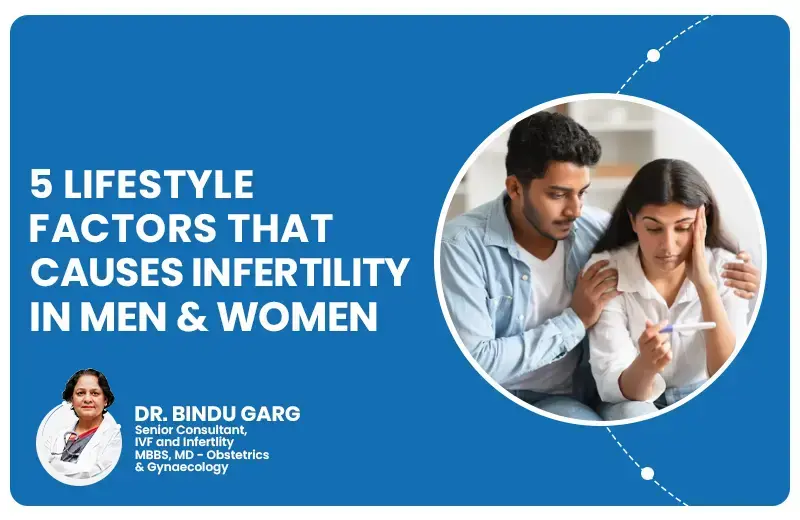 5 LIFESTYLE
FACTORS THAT
CAUSES INFERTILITY
IN MEN & WOMEN
DR. BINDU GARG
Senior Consultant,
IVF and Infertlity
MBBS, MD - Obstetrics
& Gynaecology